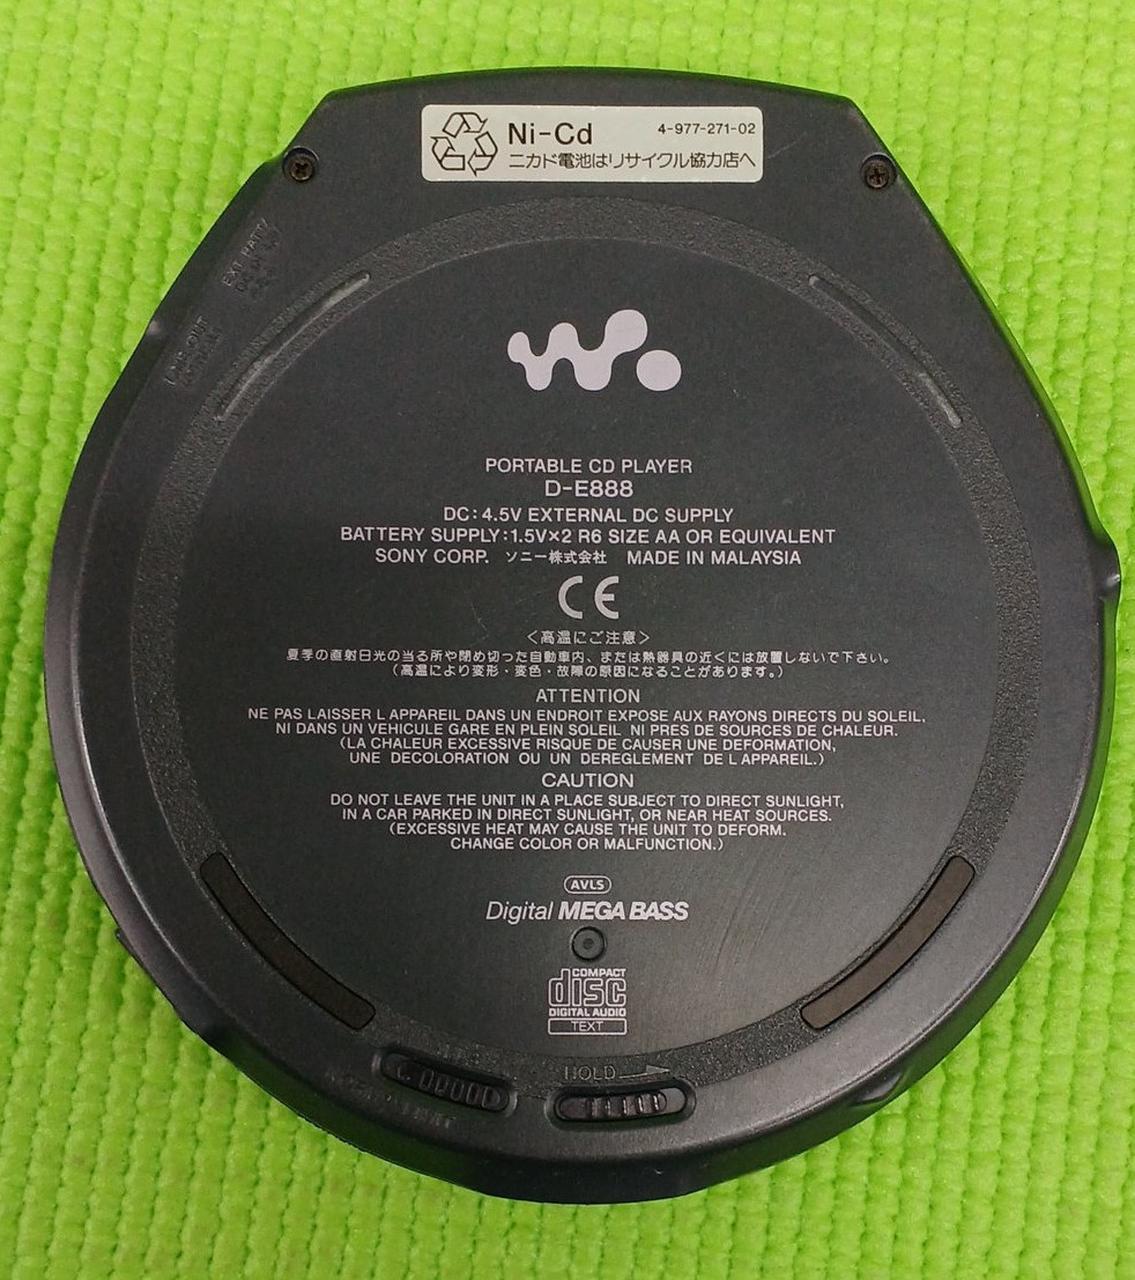 Ni-Cd 4-977-271-02
ニカド電池はリサイクル協力店へ
EXT BATT
LINE OUT
PORTABLE CD PLAYER
D-E888
DC:4.5V EXTERNAL DC SUPPLY
BATTERY SUPPLY:1.5V×2 R6 SIZE AA OR EQUIVALENT
SONY CORP. ソニー株式会社 MADE IN MALAYSIA
CE
<高温にご注意>
夏季の直射日光の当る所や閉め切った自動車内、または熱器具の近くには放置しないで下さい。
(高温により変形・変色・故障の原因になることがあります。)
ATTENTION
NE PAS LAISSER L APPAREIL DANS UN ENDROIT EXPOSE AUX RAYONS DIRECTS DU SOLEIL,
NI DANS UN VEHICULE GARE EN PLEIN SOLEIL NI PRES DE SOURCES DE CHALEUR.
(LA CHALEUR EXCESSIVE RISQUE DE CAUSER UNE DEFORMATION,
UNE DECOLORATION OU UN DEREGLEMENT DE L APPAREIL.)
CAUTION
DO NOT LEAVE THE UNIT IN A PLACE SUBJECT TO DIRECT SUNLIGHT,
IN A CAR PARKED IN DIRECT SUNLIGHT, OR NEAR HEAT SOURCES.
(EXCESSIVE HEAT MAY CAUSE THE UNIT TO DEFORM.
CHANGE COLOR OR MALFUNCTION.)
AVLS
Digital MEGA BASS
COMPACT
disc
DIGITAL AUDIO
TEXT
HOLD